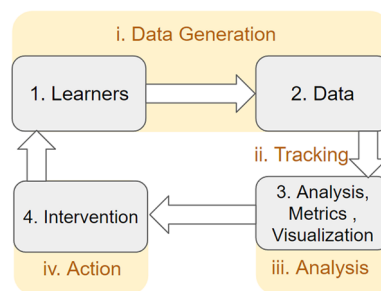 i. Data Generation
1. Learners
2. Data
ii. Tracking
3. Analysis,
Metrics ,
Visualization
4. Intervention
iv. Action
iii. Analysis